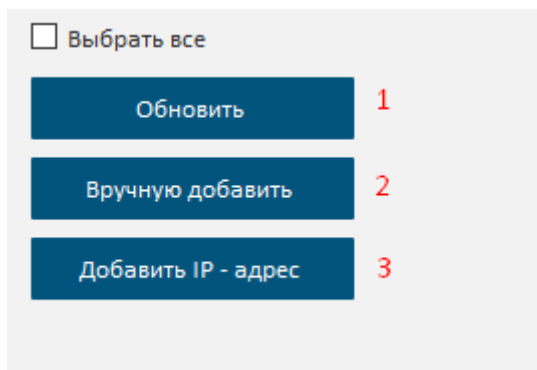 Выбрать все
Обновить 1
Вручную добавить 2
Добавить IP - адрес 3